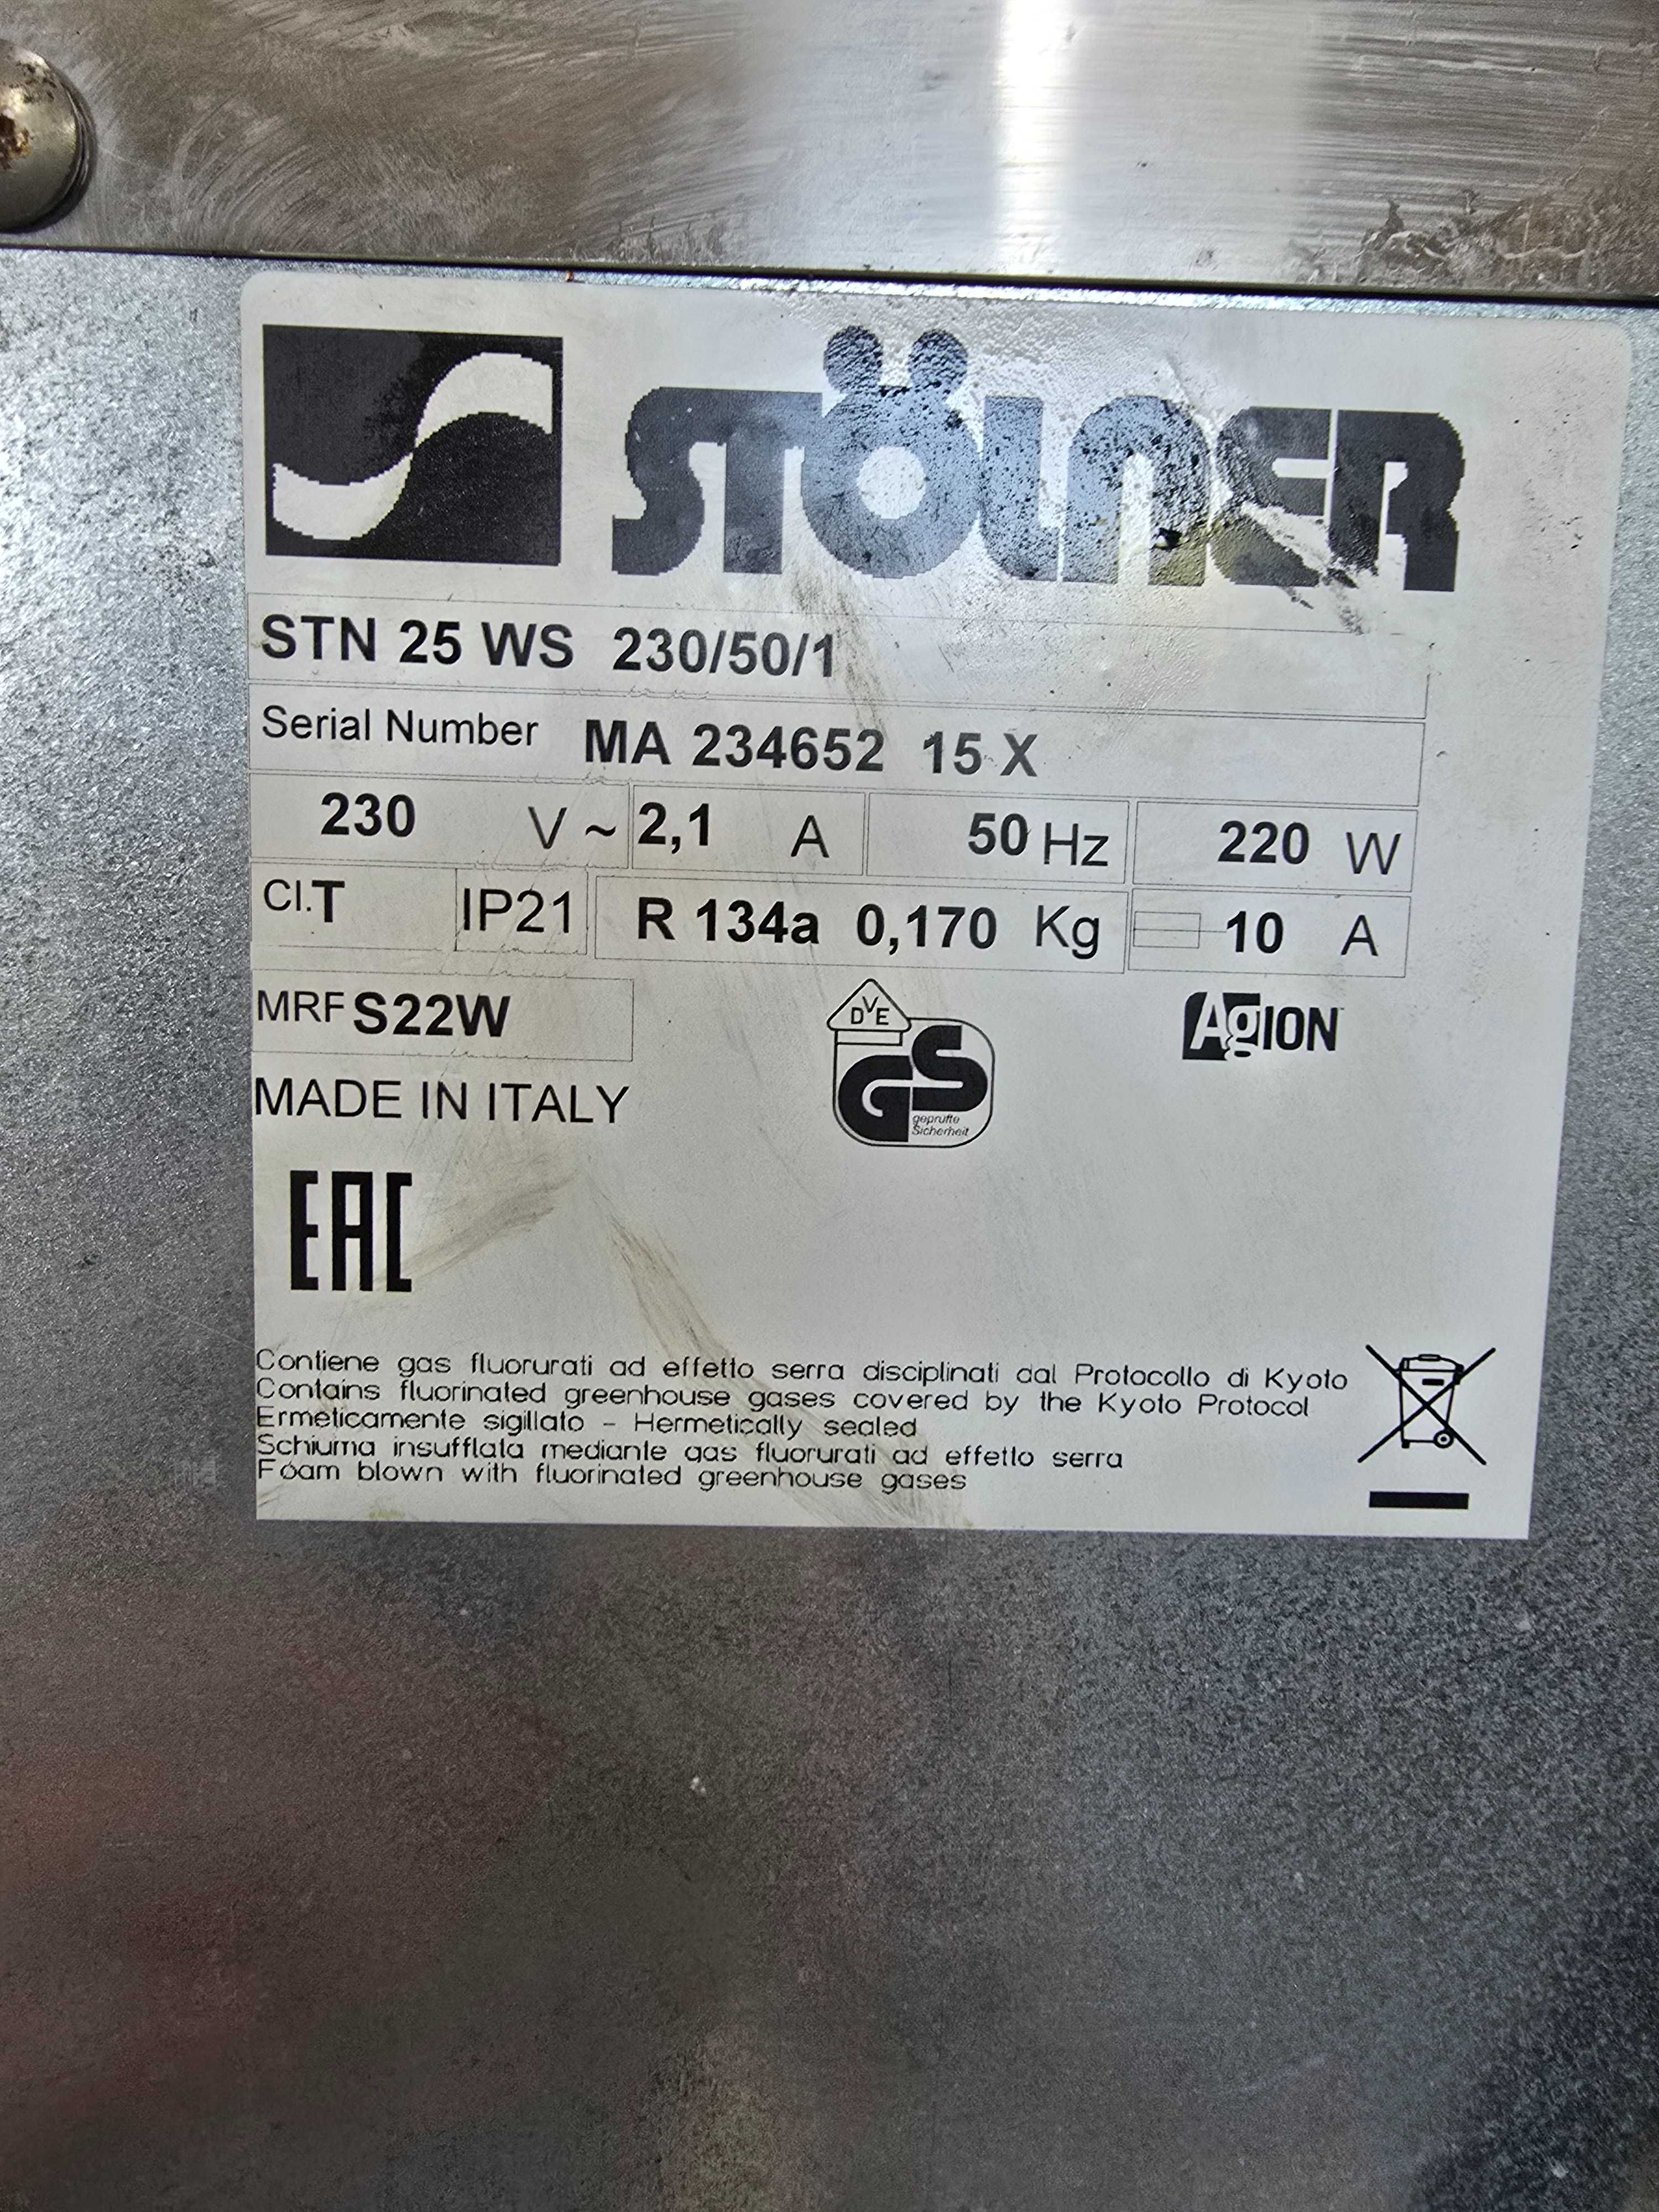 STÖLNER
STN 25 WS 230/50/1
Serial Number MA 234652 15 X
230 V ~ 2,1 A 50 Hz 220 W
Cl.T IP21 R 134a 0,170 Kg 10 A
MRF S22W
DVE
GS
geprüfte
Sicherheit
AgION
MADE IN ITALY
EAC
Contiene gas fluorurati ad effetto serra disciplinati dal Protocollo di Kyoto
Contains fluorinated greenhouse gases covered by the Kyoto Protocol
Ermeticamente sigillato - Hermetically sealed
Schiuma insufflata mediante gas fluorurati ad effetto serra
Foam blown with fluorinated greenhouse gases